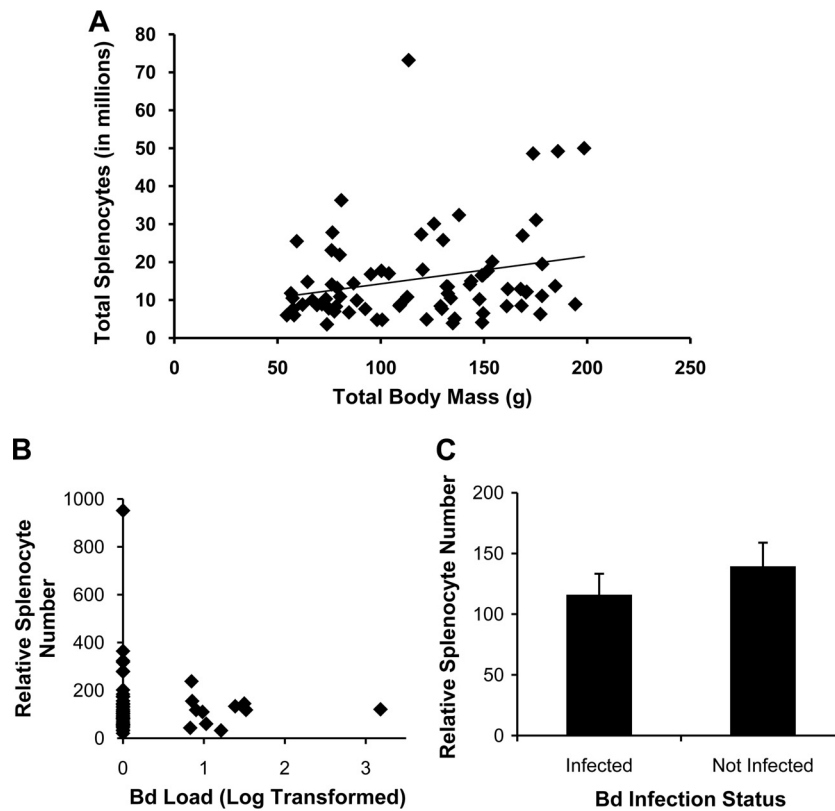 A
Total Splenocytes (in millions)
80
70
60
50
40
30
20
10
0
0 50 100 150 200 250
Total Body Mass (g)
B
Relative Splenocyte
Number
1000
800
600
400
200
0
0 1 2 3
Bd Load (Log Transformed)
C
Relative Splenocyte Number
200
150
100
50
0
Infected Not Infected
Bd Infection Status